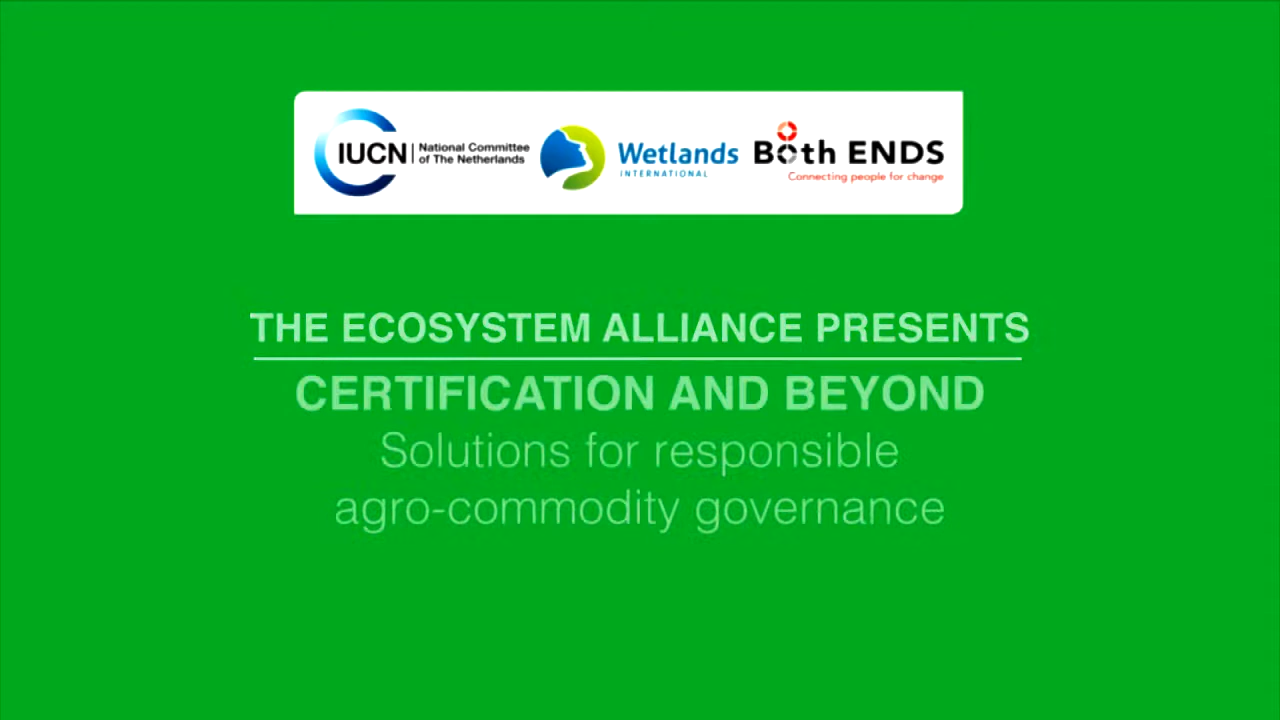 IUCN
National Committee
of The Netherlands
Wetlands
INTERNATIONAL
Both ENDS
Connecting people for change
THE ECOSYSTEM ALLIANCE PRESENTS
CERTIFICATION AND BEYOND
Solutions for responsible
agro-commodity governance